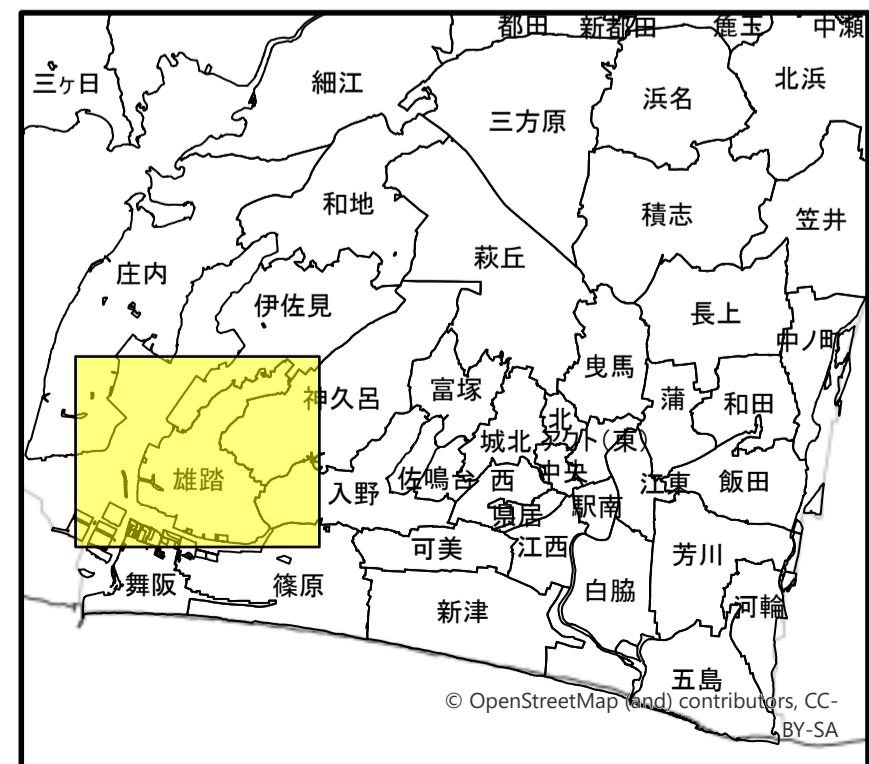 都田 新都田 鹿玉 中瀬
三ヶ日 細江 三方原 浜名 北浜
和地 積志 笠井
庄内 伊佐見 萩丘 長上
中ノ町
神久呂 富塚 曳馬 蒲 和田
城北 北 アクト(東)
雄踏 入野 佐鳴台 西 中央 江東 飯田
県居 駅南
舞阪 篠原 可美 江西 芳川
新津 白脇 河輪
五島
© OpenStreetMap (and) contributors, CC-
BY-SA